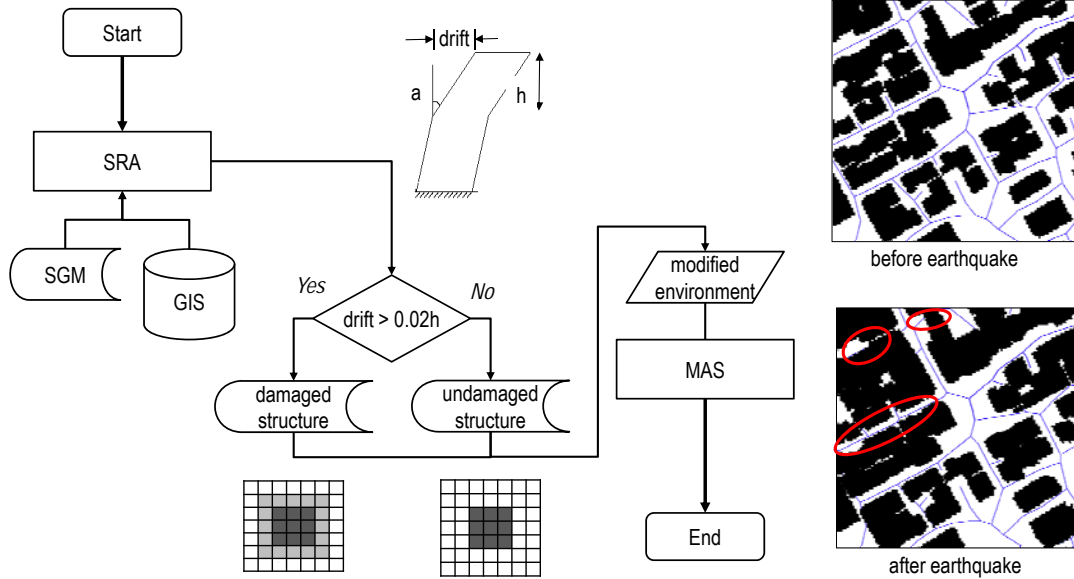 Start
drift
a
h
SRA
SGM
GIS
Yes
No
drift > 0.02h
damaged
structure
undamaged
structure
modified
environment
MAS
End
before earthquake
after earthquake